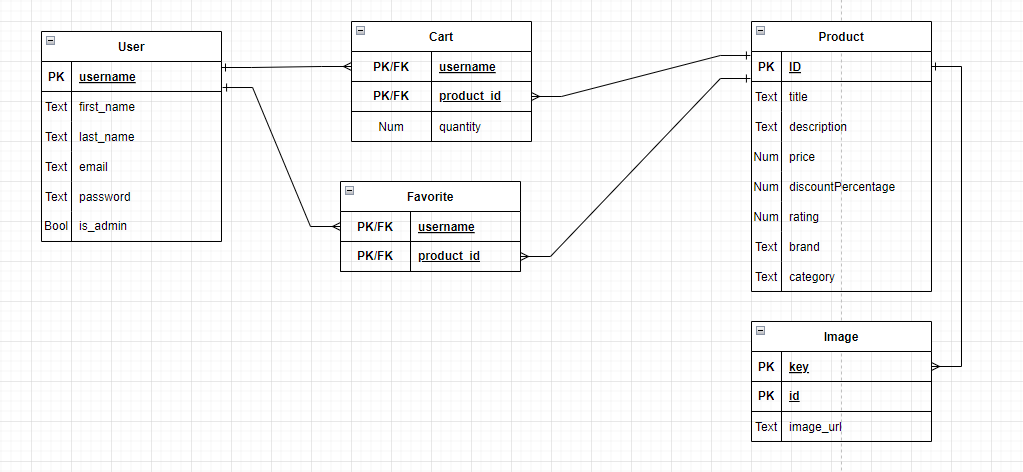 User
PK username
Text first_name
Text last_name
Text email
Text password
Bool is_admin
Cart
PK/FK username
PK/FK product_id
Num quantity
Favorite
PK/FK username
PK/FK product_id
Product
PK ID
Text title
Text description
Num price
Num discountPercentage
Num rating
Text brand
Text category
Image
PK key
PK id
Text image_url